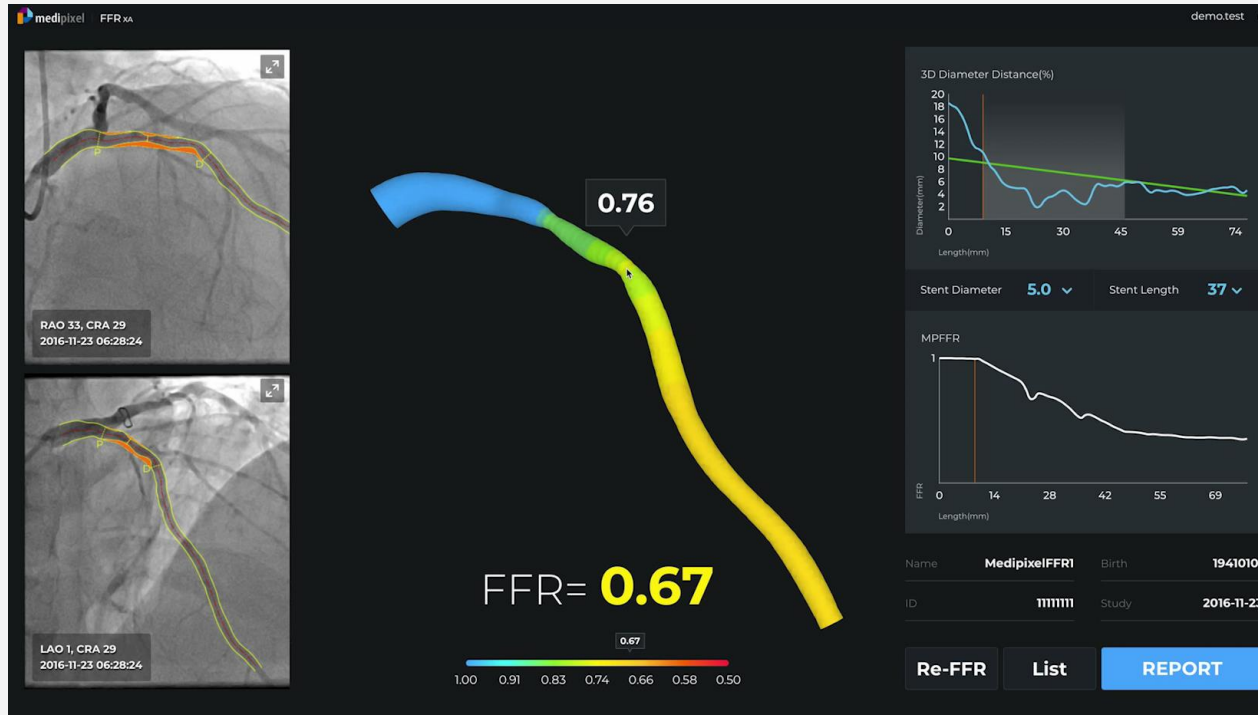 medipixel FFR XA
demo.test
RAO 33, CRA 29
2016-11-23 06:28:24
P
D
LAO 1, CRA 29
2016-11-23 06:28:24
P
D
0.76
FFR= 0.67
0.67
1.00 0.91 0.83 0.74 0.66 0.58 0.50
3D Diameter Distance(%)
20
18
16
14
12
10
8
6
4
2
Diameter(mm)
0 15 30 45 59 74
Length(mm)
Stent Diameter 5.0
Stent Length 37
MPFFR
1
FFR
0 14 28 42 55 69
Length(mm)
Name MedipixelFFR1
Birth 1941010
ID 11111111
Study 2016-11-23
Re-FFR
List
REPORT